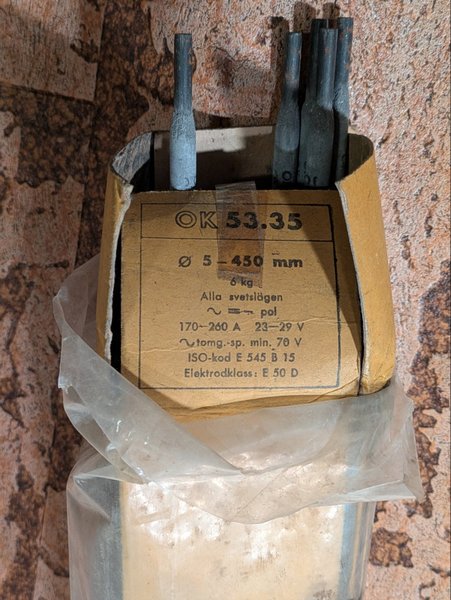 OK 53.35
Ø 5–450 mm
6 kg
Alla svetslägen
∼ = pol
170–260 A 23–29 V
∼ tomg.-sp. min. 70 V
ISO-kod E 545 B 15
Elektrodklass: E 50 D